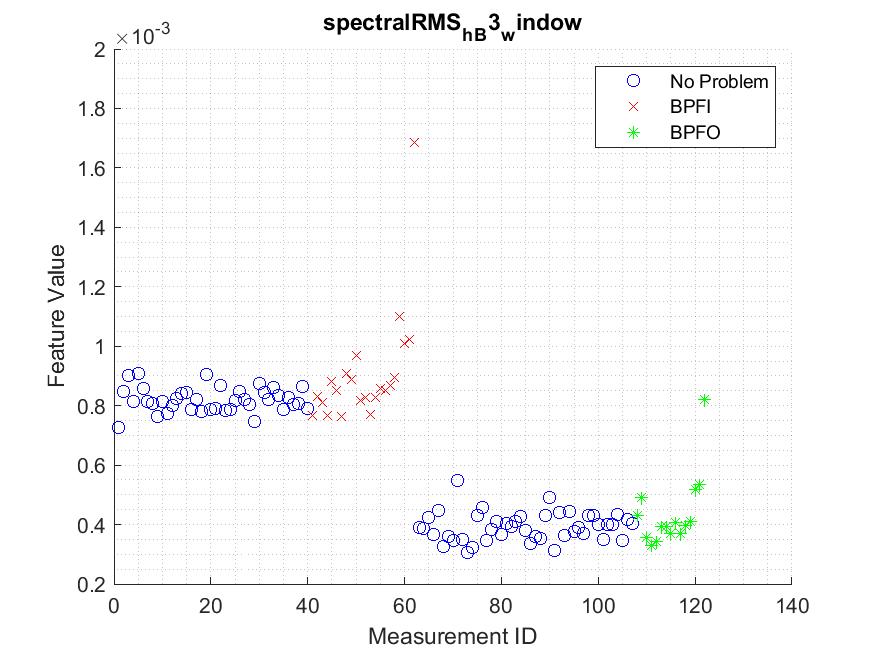 spectralRMS_hB3_window
×10^-3
2
1.8
1.6
1.4
1.2
1
0.8
0.6
0.4
0.2
Feature Value
No Problem
BPFI
BPFO
0 20 40 60 80 100 120 140
Measurement ID